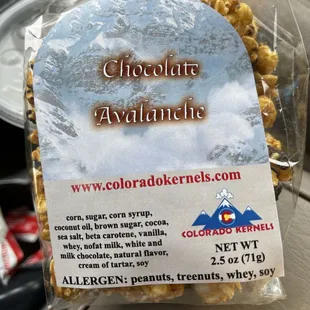 Chocolate
Avalanche
www.coloradokernels.com
corn, sugar, corn syrup,
coconut oil, brown sugar, cocoa,
sea salt, beta carotene, vanilla,
whey, nofat milk, white and
milk chocolate, natural flavor,
cream of tartar, soy
COLORADO KERNELS
NET WT
2.5 oz (71g)
ALLERGEN: peanuts, treenuts, whey, soy